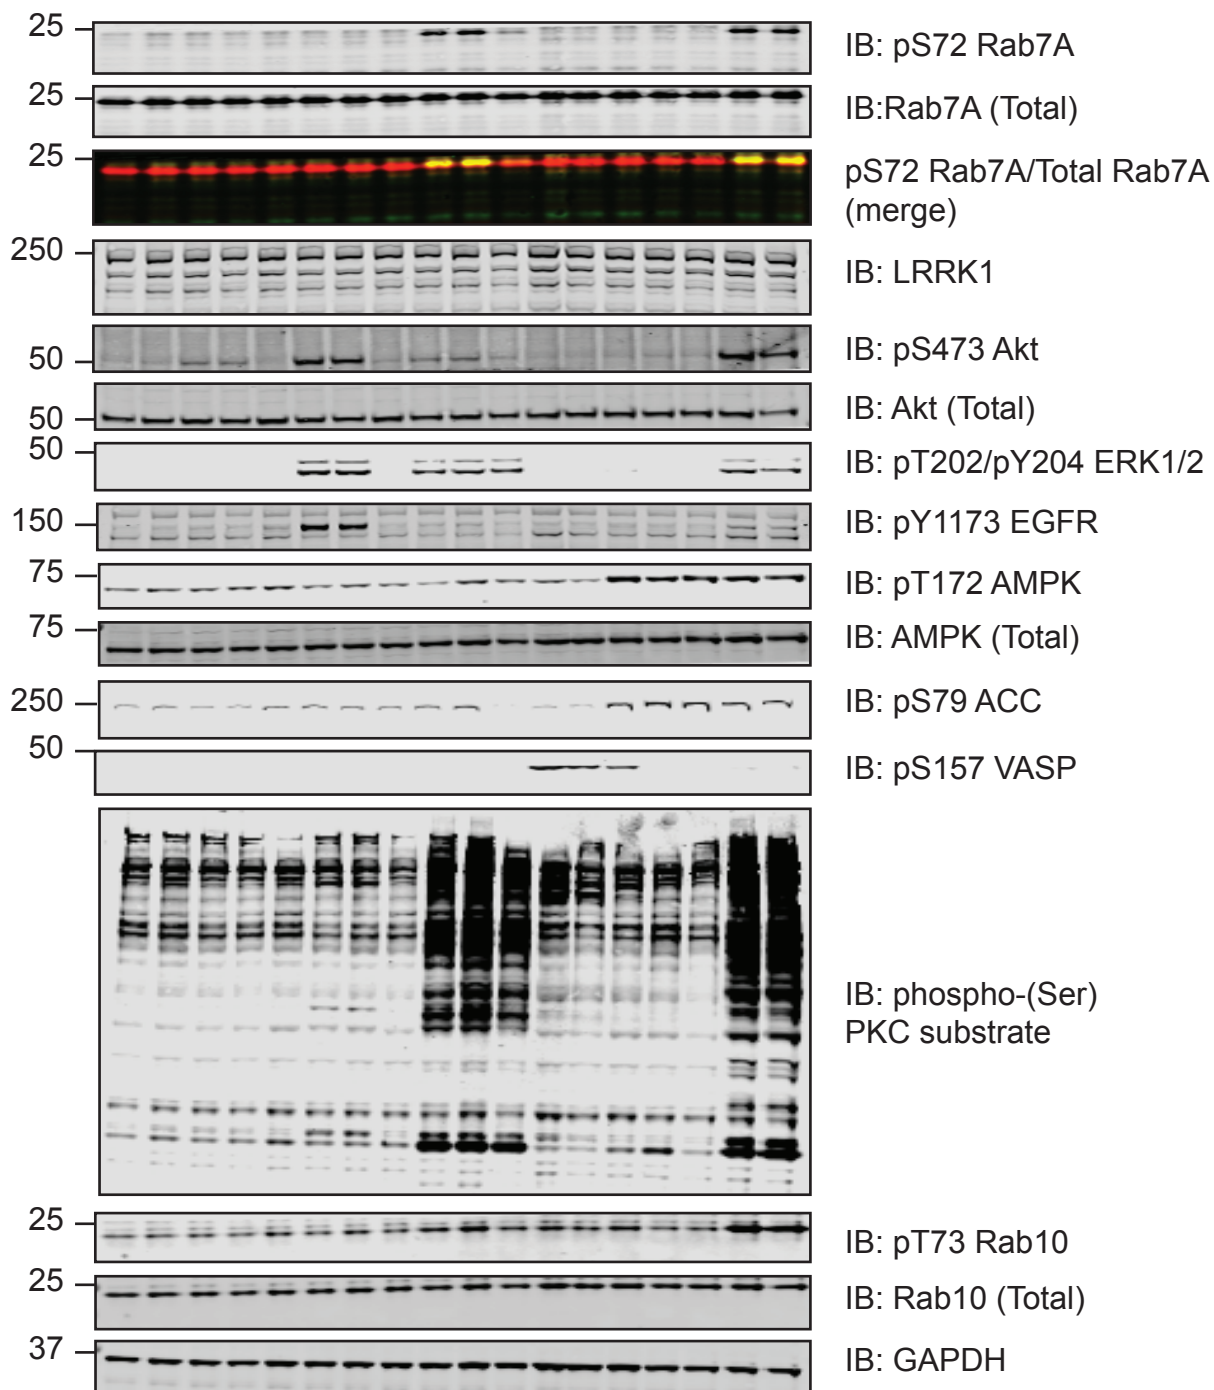 25
IB: pS72 Rab7A
25
IB:Rab7A (Total)
25
pS72 Rab7A/Total Rab7A
(merge)
250
IB: LRRK1
50
IB: pS473 Akt
50
IB: Akt (Total)
50
IB: pT202/pY204 ERK1/2
150
IB: pY1173 EGFR
75
IB: pT172 AMPK
75
IB: AMPK (Total)
250
IB: pS79 ACC
50
IB: pS157 VASP
IB: phospho-(Ser)
PKC substrate
25
IB: pT73 Rab10
25
IB: Rab10 (Total)
37
IB: GAPDH